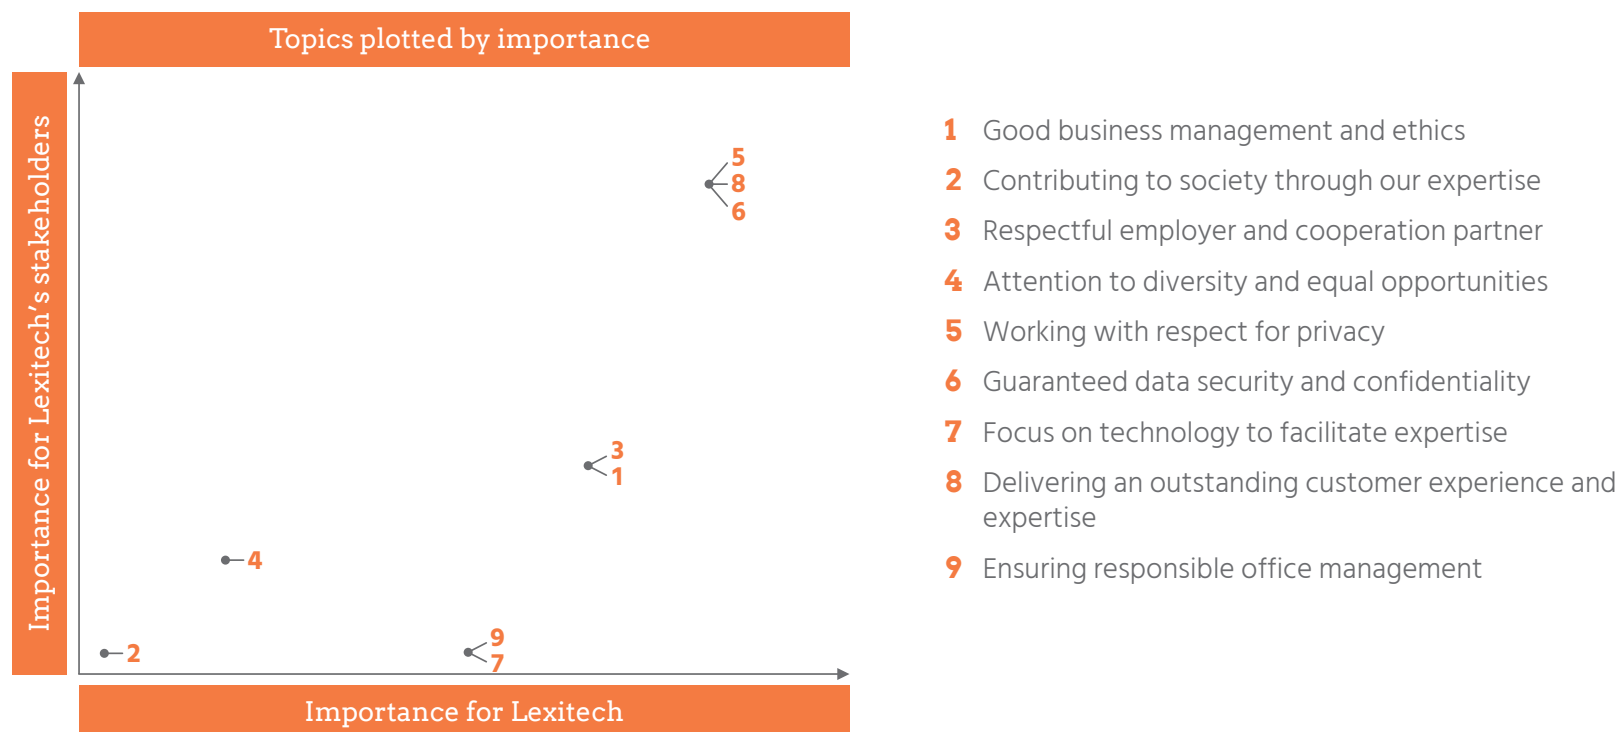 Topics plotted by importance
Importance for Lexitech's stakeholders
5
8
6
3
1
4
2
9
7
Importance for Lexitech
1 Good business management and ethics
2 Contributing to society through our expertise
3 Respectful employer and cooperation partner
4 Attention to diversity and equal opportunities
5 Working with respect for privacy
6 Guaranteed data security and confidentiality
7 Focus on technology to facilitate expertise
8 Delivering an outstanding customer experience and
expertise
9 Ensuring responsible office management